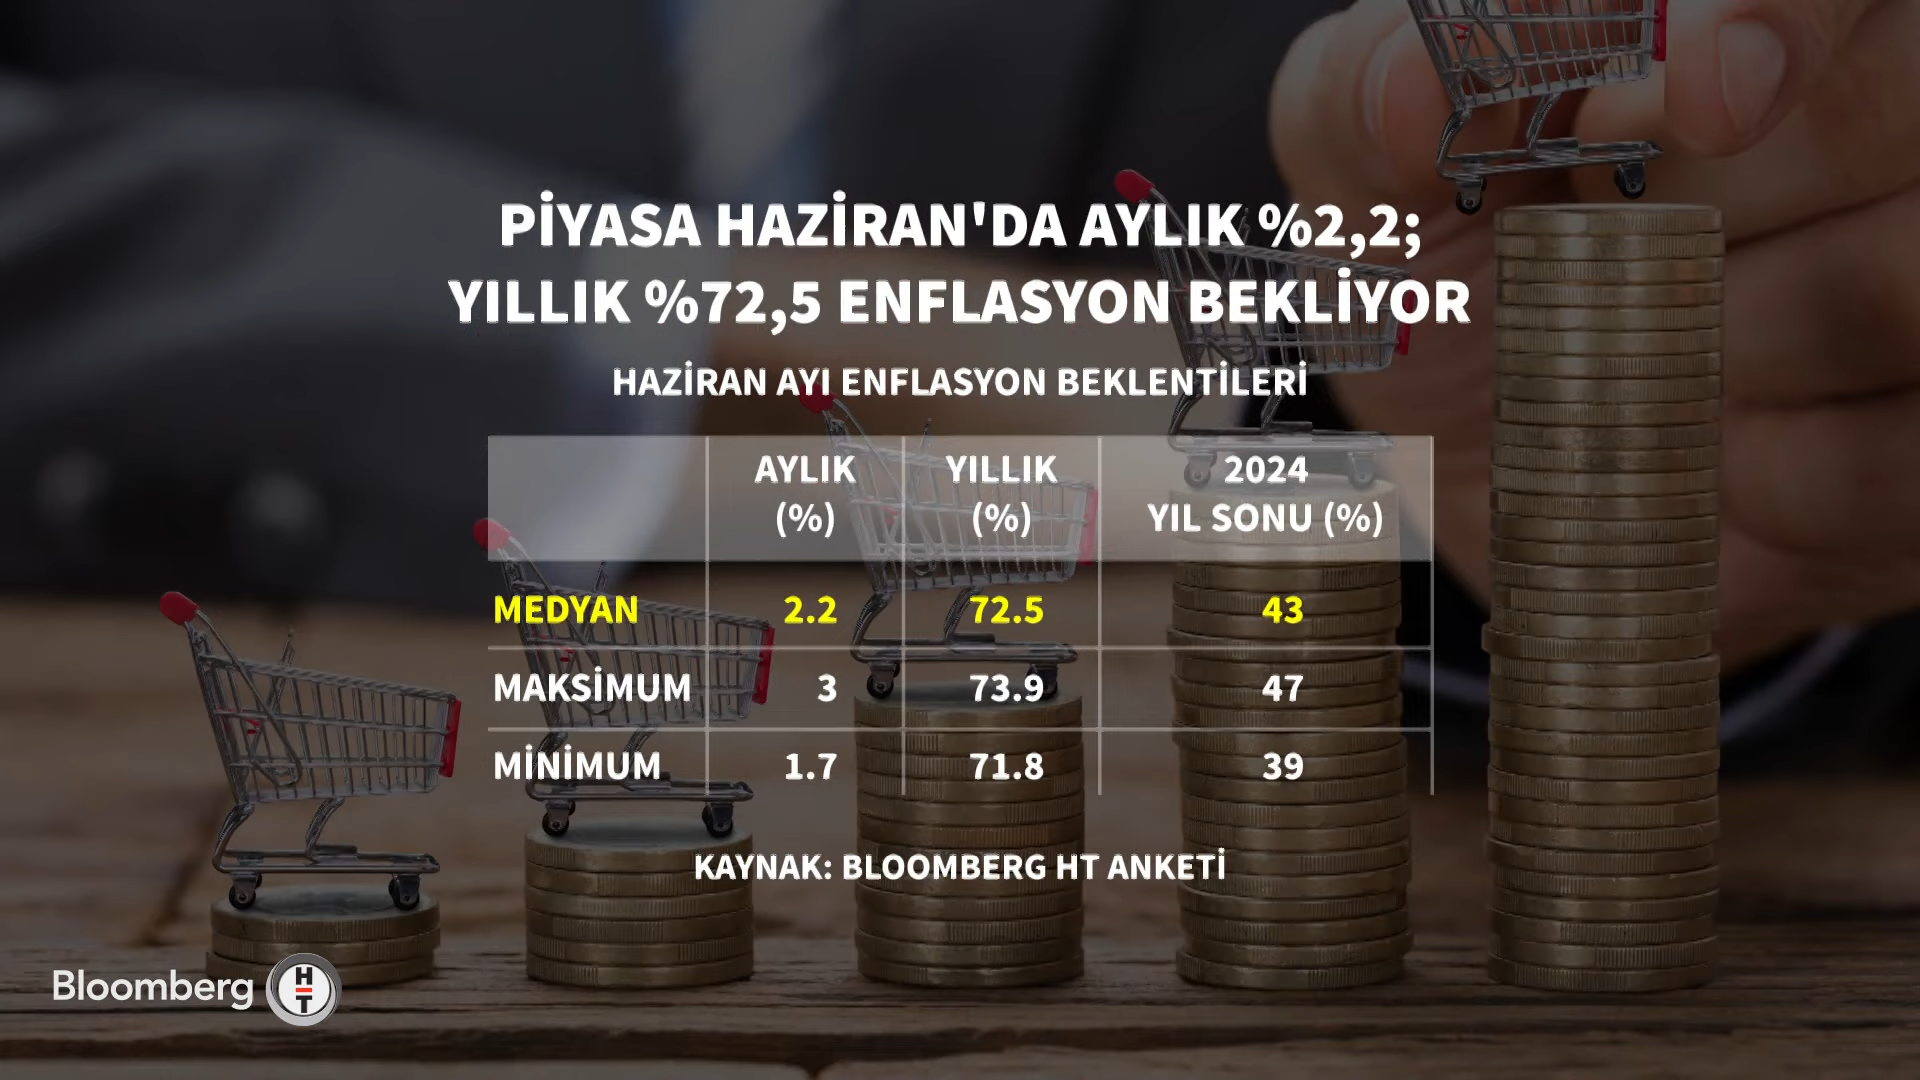 PİYASA HAZİRAN'DA AYLIK %2,2;
YILLIK %72,5 ENFLASYON BEKLİYOR
HAZİRAN AYI ENFLASYON BEKLENTİLERİ
AYLIK (%) YILLIK (%) 2024 YIL SONU (%)
MEDYAN 2.2 72.5 43
MAKSİMUM 3 73.9 47
MİNİMUM 1.7 71.8 39
KAYNAK: BLOOMBERG HT ANKETİ
Bloomberg HT